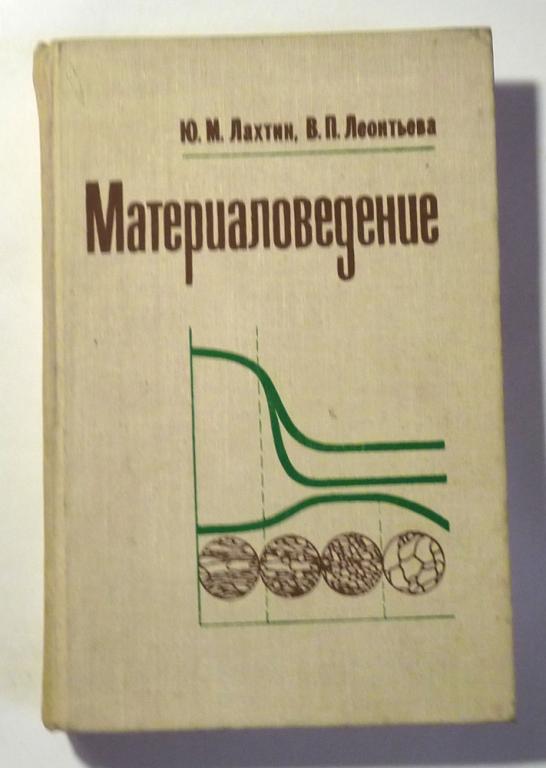 Ю. М. Лахтин, В. П. Леонтьева
Материаловедение